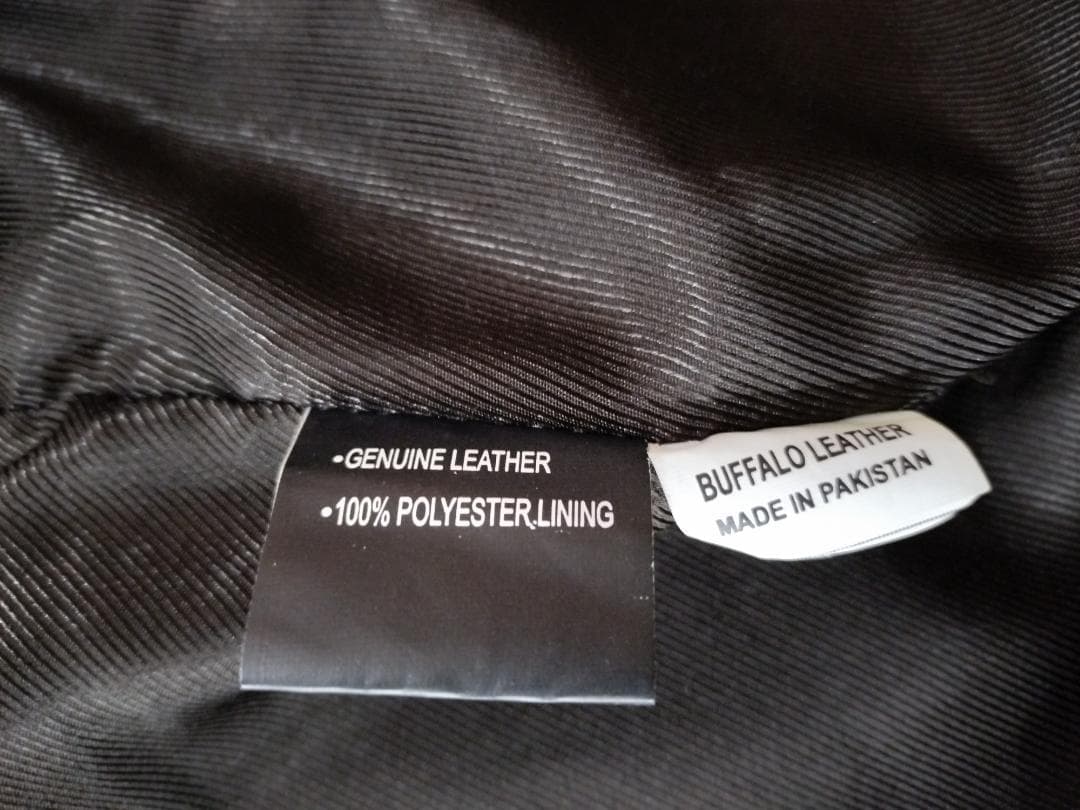 •GENUINE LEATHER
•100% POLYESTER.LINING
BUFFALO LEATHER
MADE IN PAKISTAN